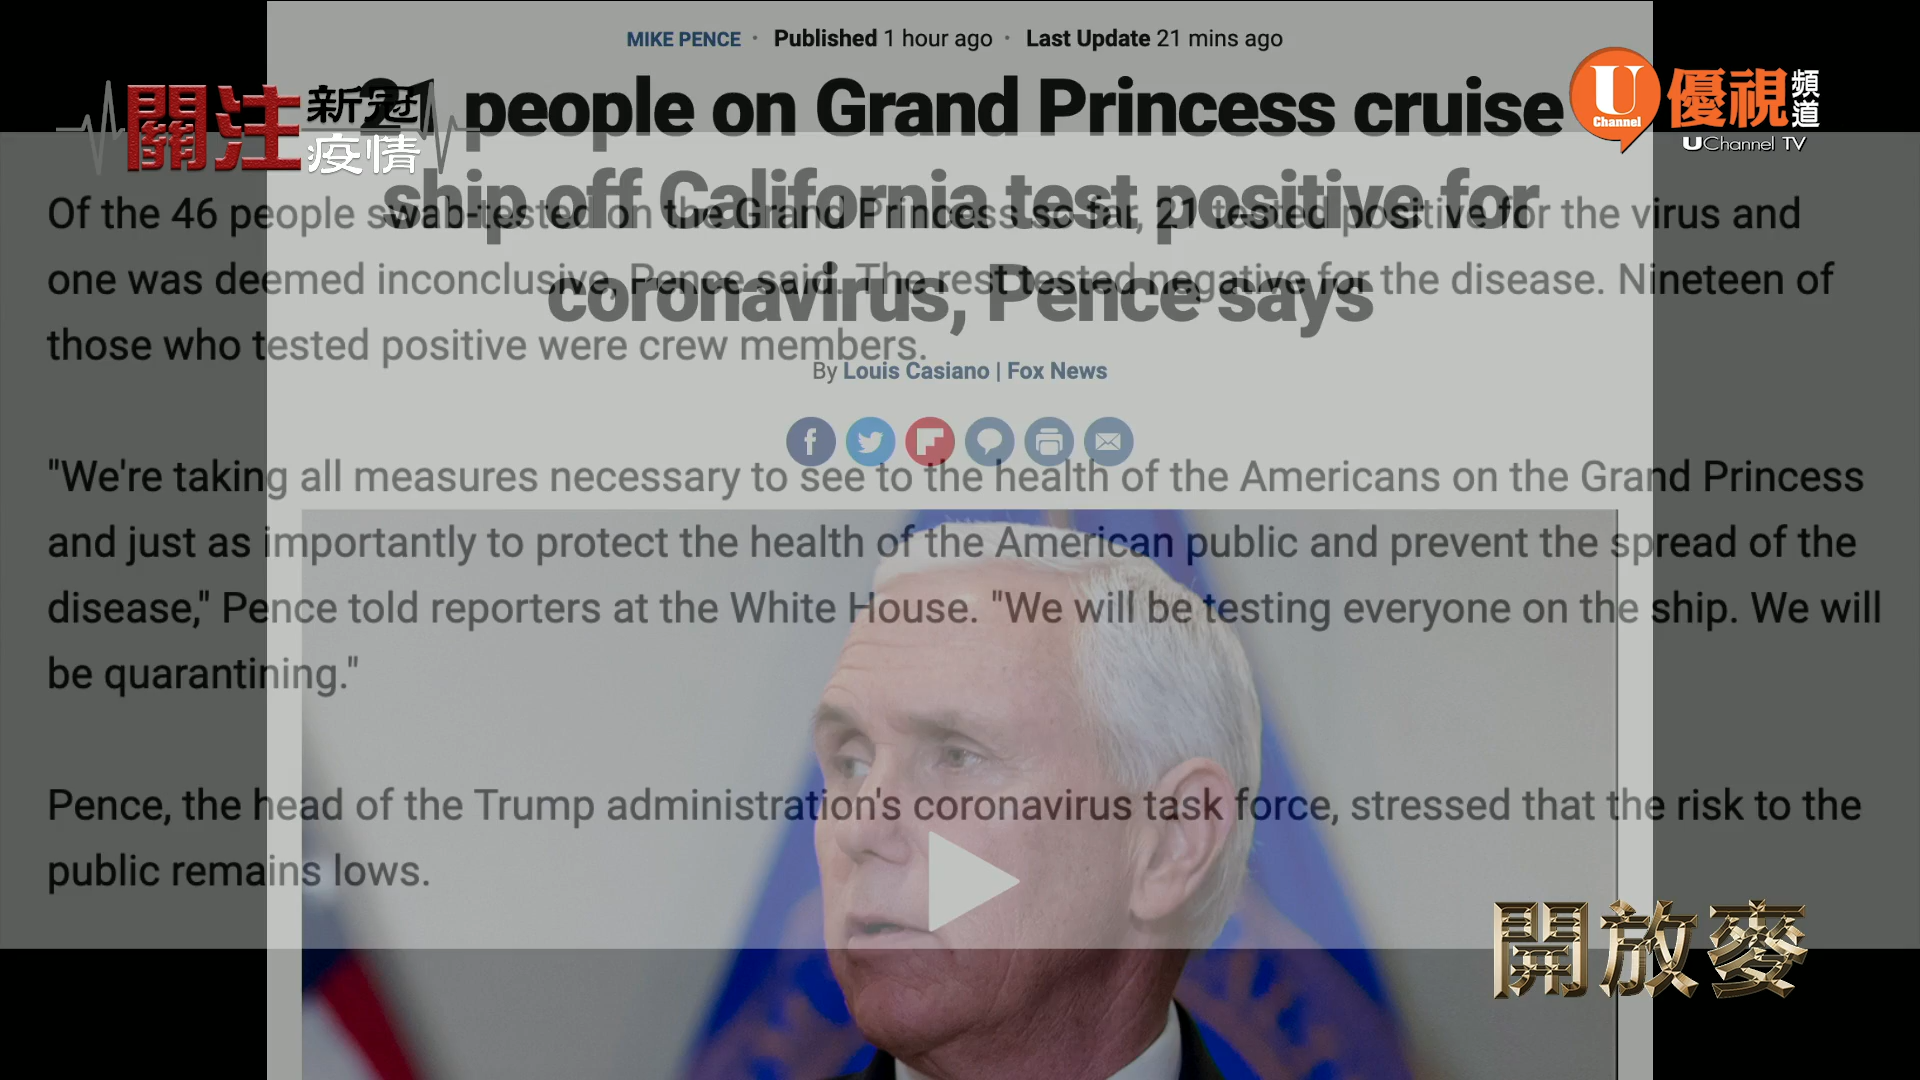 MIKE PENCE · Published 1 hour ago · Last Update 21 mins ago
21 people on Grand Princess cruise
ship off California test positive for
coronavirus, Pence says
By Louis Casiano | Fox News
關注新冠
疫情
U
Channel
優視頻道
UChannel TV
Of the 46 people swab-tested on the Grand Princess so far, 21 tested positive for the virus and
one was deemed inconclusive, Pence said. The rest tested negative for the disease. Nineteen of
those who tested positive were crew members.
"We're taking all measures necessary to see to the health of the Americans on the Grand Princess
and just as importantly to protect the health of the American public and prevent the spread of the
disease," Pence told reporters at the White House. "We will be testing everyone on the ship. We will
be quarantining."
Pence, the head of the Trump administration's coronavirus task force, stressed that the risk to the
public remains lows.
開放麥